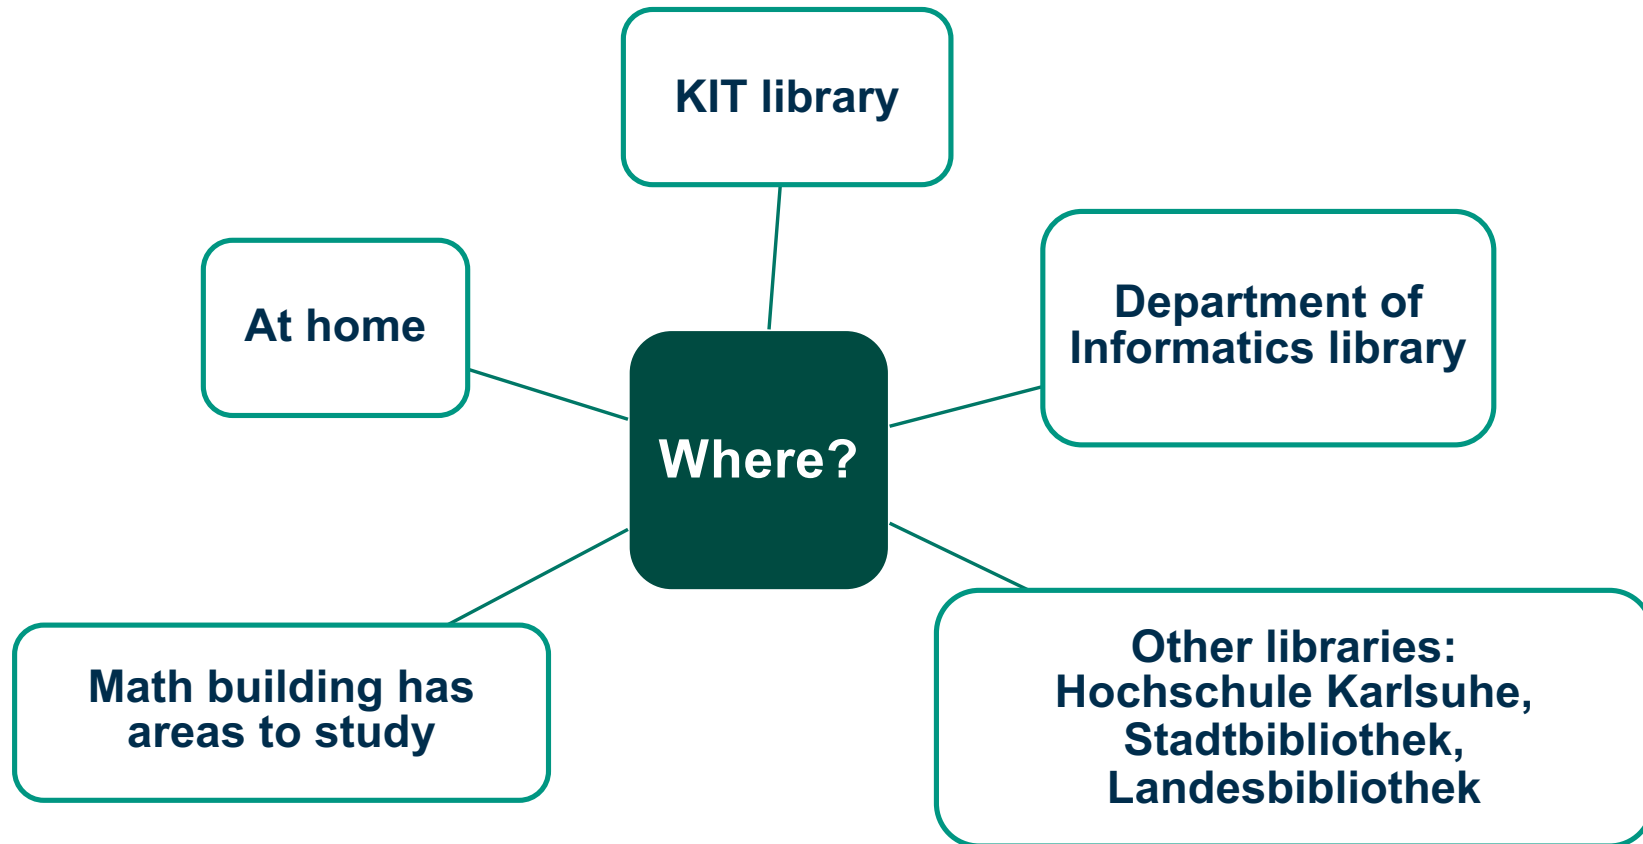 KIT library
At home
Department of
Informatics library
Where?
Math building has
areas to study
Other libraries:
Hochschule Karlsuhe,
Stadtbibliothek,
Landesbibliothek